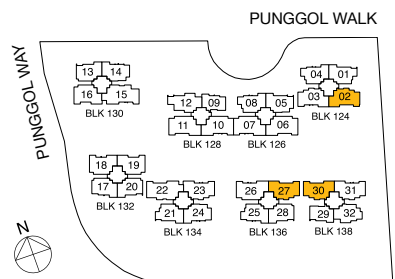 PUNGGOL WALK
PUNGGOL WAY
13 14
16 15
BLK 130
04 01
03 02
BLK 124
12 09
11 10
BLK 128
08 05
07 06
BLK 126
18 19
17 20
BLK 132
22 23
21 24
BLK 134
26 27
25 28
BLK 136
30 31
29 32
BLK 138
N